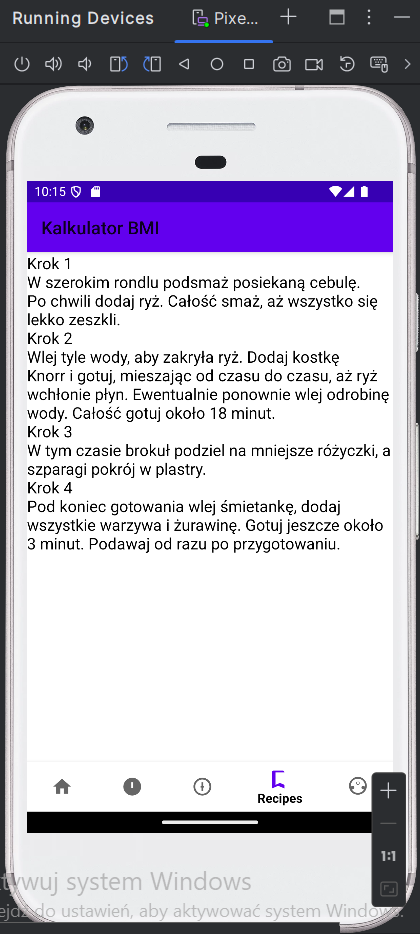 Running Devices
Pixe...
10:15
Kalkulator BMI
Krok 1
W szerokim rondlu podsmaż posiekaną cebulę.
Po chwili dodaj ryż. Całość smaż, aż wszystko się
lekko zeszkli.
Krok 2
Wlej tyle wody, aby zakryła ryż. Dodaj kostkę
Knorr i gotuj, mieszając od czasu do czasu, aż ryż
wchłonie płyn. Ewentualnie ponownie wlej odrobinę
wody. Całość gotuj około 18 minut.
Krok 3
W tym czasie brokuł podziel na mniejsze różyczki, a
szparagi pokrój w plastry.
Krok 4
Pod koniec gotowania wlej śmietankę, dodaj
wszystkie warzywa i żurawinę. Gotuj jeszcze około
3 minut. Podawaj od razu po przygotowaniu.
Recipes
1:1
tywuj system Windows
ejdź do ustawień, aby aktywować system Windows.